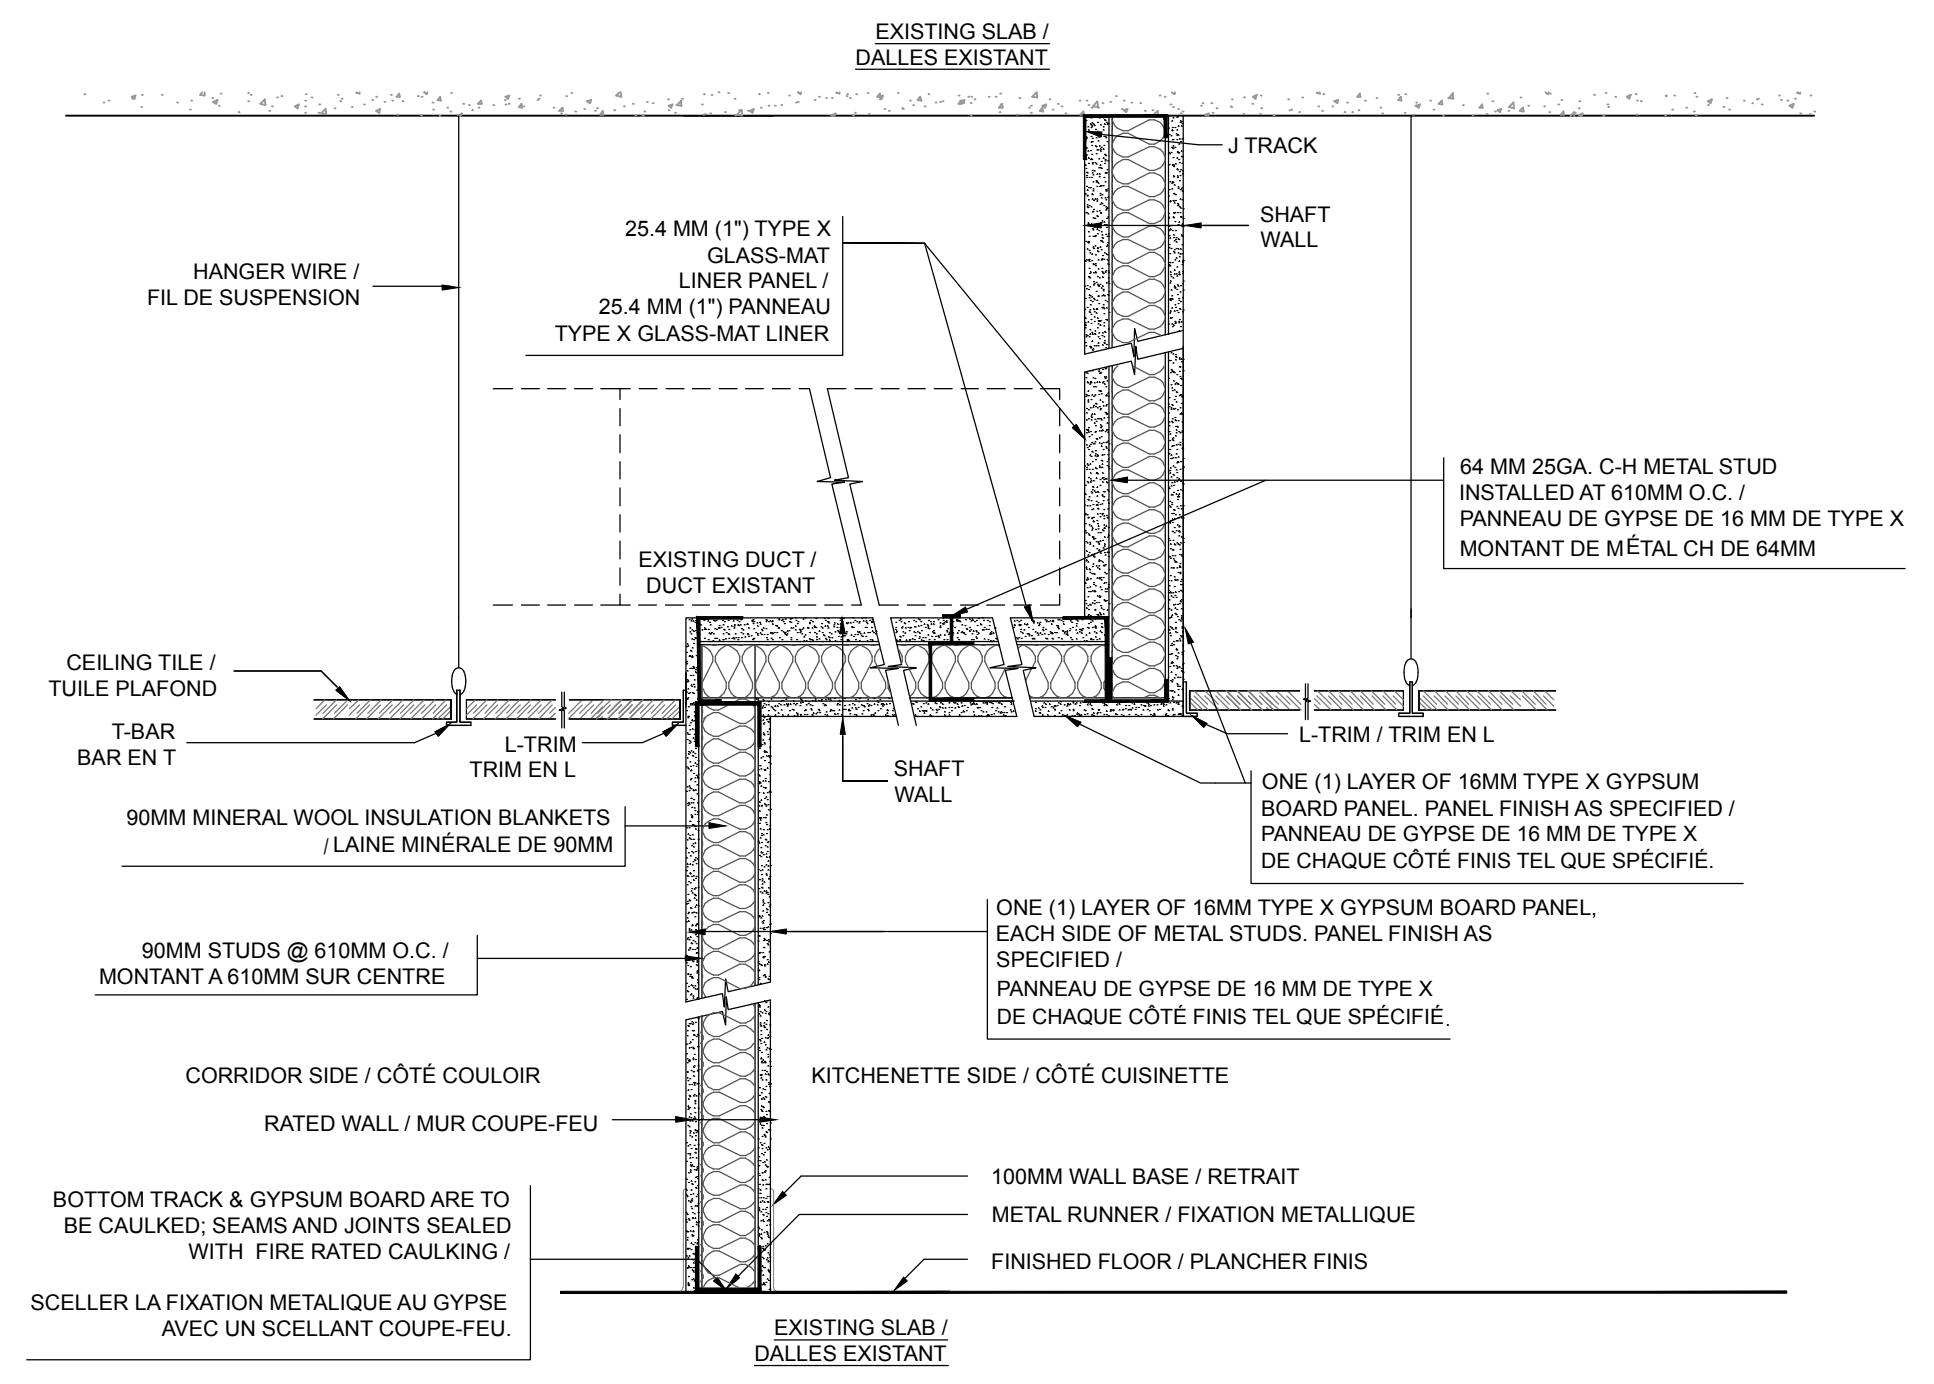 EXISTING SLAB /
DALLES EXISTANT
J TRACK
SHAFT
WALL
25.4 MM (1") TYPE X
GLASS-MAT
LINER PANEL /
25.4 MM (1") PANNEAU
TYPE X GLASS-MAT LINER
HANGER WIRE /
FIL DE SUSPENSION
64 MM 25GA. C-H METAL STUD
INSTALLED AT 610MM O.C. /
PANNEAU DE GYPSE DE 16 MM DE TYPE X
MONTANT DE MÉTAL CH DE 64MM
EXISTING DUCT /
DUCT EXISTANT
CEILING TILE /
TUILE PLAFOND
T-BAR
BAR EN T
L-TRIM
TRIM EN L
L-TRIM / TRIM EN L
SHAFT
WALL
ONE (1) LAYER OF 16MM TYPE X GYPSUM
BOARD PANEL. PANEL FINISH AS SPECIFIED /
PANNEAU DE GYPSE DE 16 MM DE TYPE X
DE CHAQUE CÔTÉ FINIS TEL QUE SPÉCIFIÉ.
90MM MINERAL WOOL INSULATION BLANKETS
/ LAINE MINÉRALE DE 90MM
ONE (1) LAYER OF 16MM TYPE X GYPSUM BOARD PANEL,
EACH SIDE OF METAL STUDS. PANEL FINISH AS
SPECIFIED /
PANNEAU DE GYPSE DE 16 MM DE TYPE X
DE CHAQUE CÔTÉ FINIS TEL QUE SPÉCIFIÉ.
90MM STUDS @ 610MM O.C. /
MONTANT A 610MM SUR CENTRE
CORRIDOR SIDE / CÔTÉ COULOIR
KITCHENETTE SIDE / CÔTÉ CUISINETTE
RATED WALL / MUR COUPE-FEU
100MM WALL BASE / RETRAIT
METAL RUNNER / FIXATION METALLIQUE
FINISHED FLOOR / PLANCHER FINIS
BOTTOM TRACK & GYPSUM BOARD ARE TO
BE CAULKED; SEAMS AND JOINTS SEALED
WITH FIRE RATED CAULKING /
SCELLER LA FIXATION METALIQUE AU GYPSE
AVEC UN SCELLANT COUPE-FEU.
EXISTING SLAB /
DALLES EXISTANT